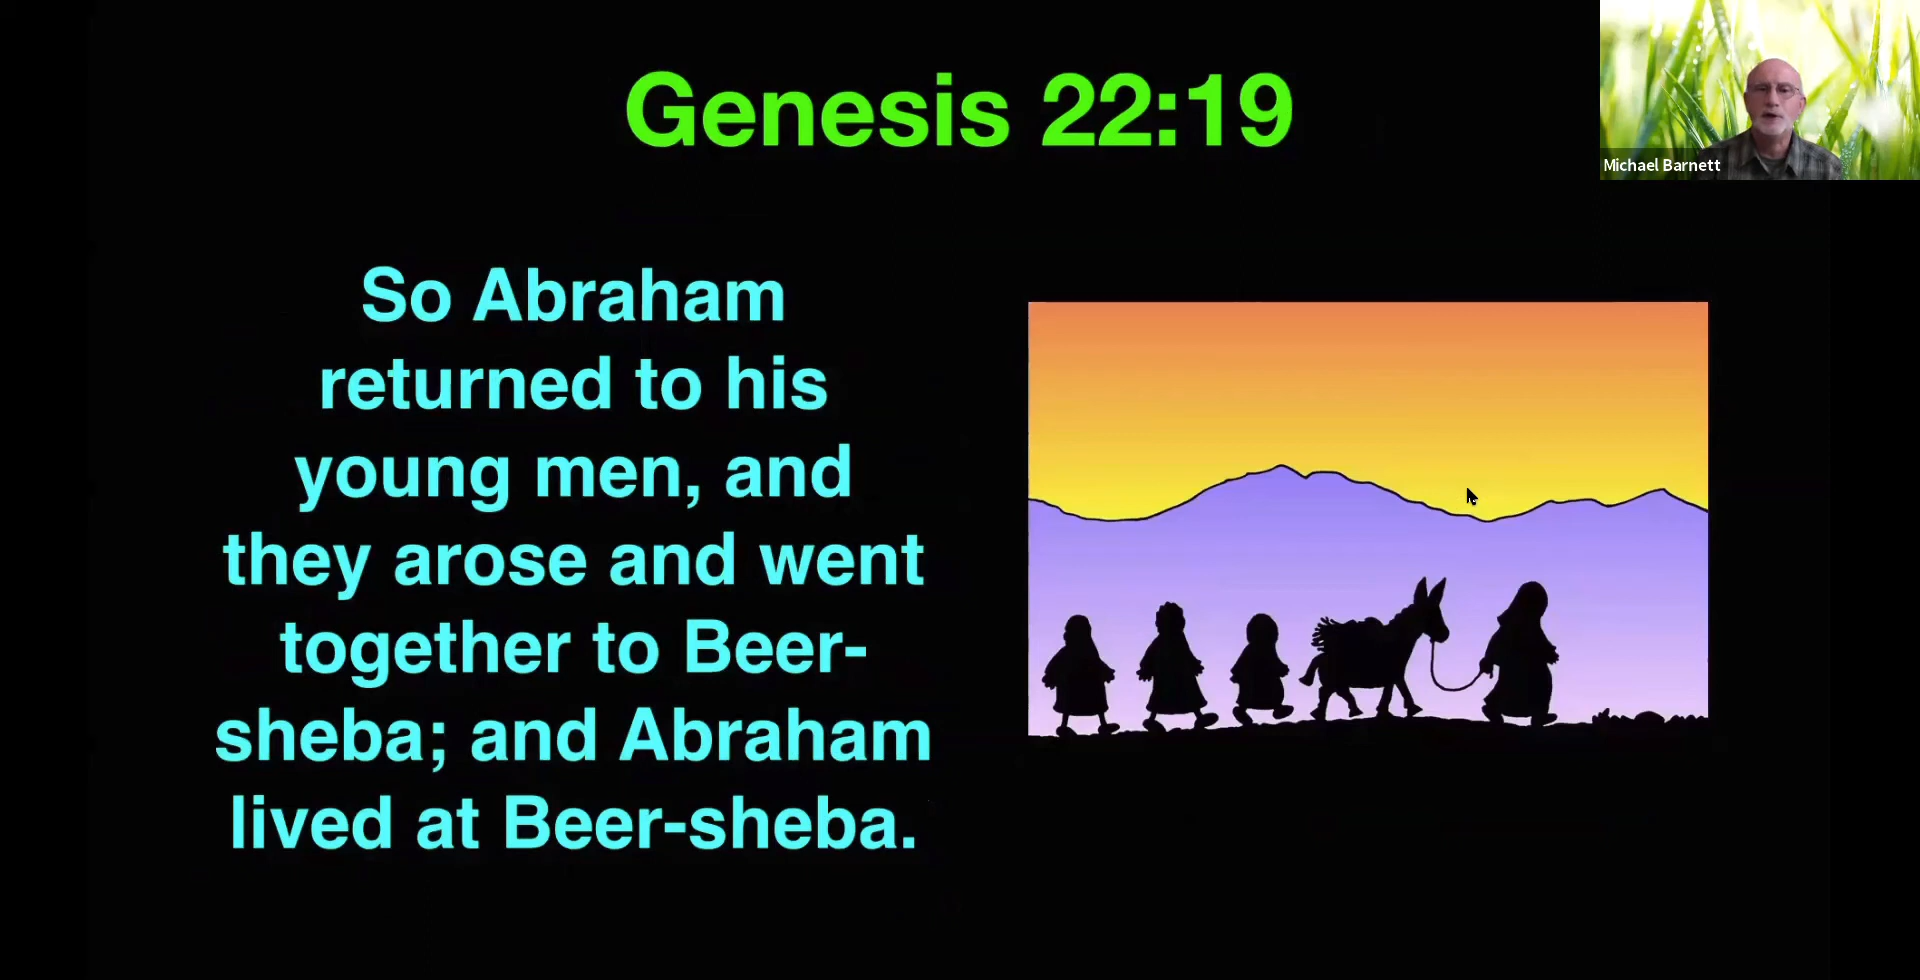 Genesis 22:19
Michael Barnett
So Abraham
returned to his
young men, and
they arose and went
together to Beer-
sheba; and Abraham
lived at Beer-sheba.